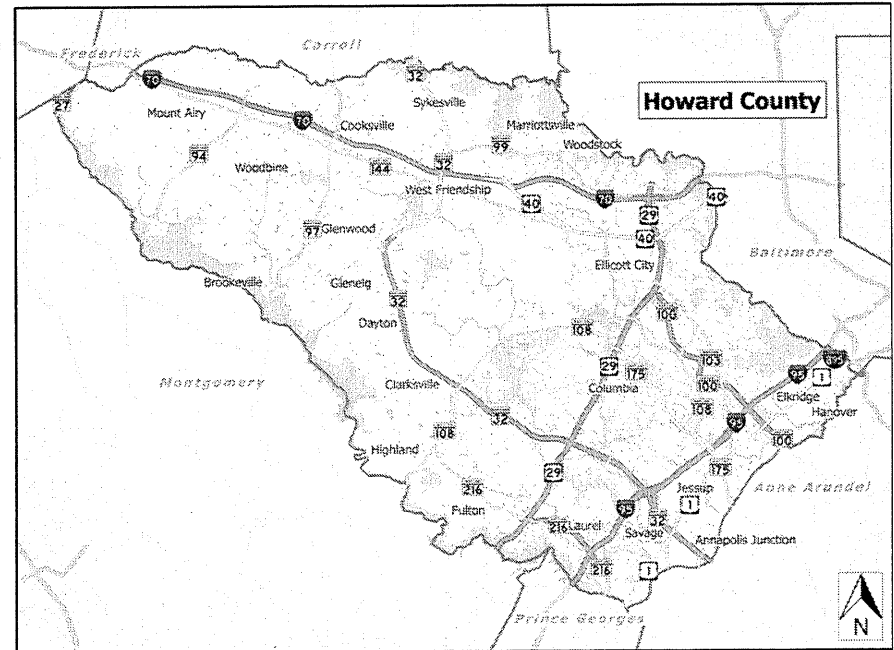 Frederick
Carroll
70
32
27
Sykesville
Howard County
Mount Airy
70
Cooksville
Marriottsville
99
Woodstock
94
Woodbine
144
32
West Friendship
40
70
29
40
97
Glenwood
40
Ellicott City
Baltimore
Brookeville
Glenelg
32
100
Dayton
108
103
95
29
175
1
Montgomery
Columbia
100
Elkridge
Clarksville
108
Hanover
32
95
Highland
108
100
29
175
Anne Arundel
216
Jessup
Fulton
95
1
216
Laurel
32
Savage
Annapolis Junction
216
1
Prince Georges
N